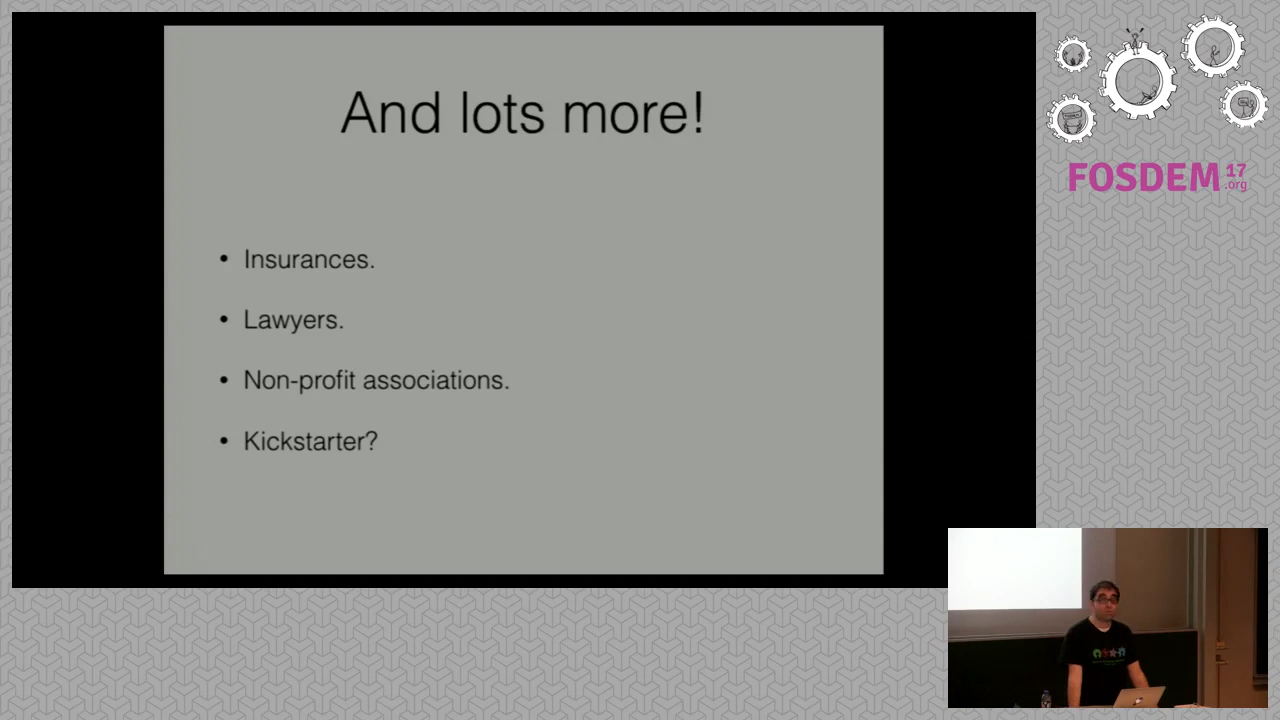 And lots more!
• Insurances.
• Lawyers.
• Non-profit associations.
• Kickstarter?
FOSDEM 17
.org